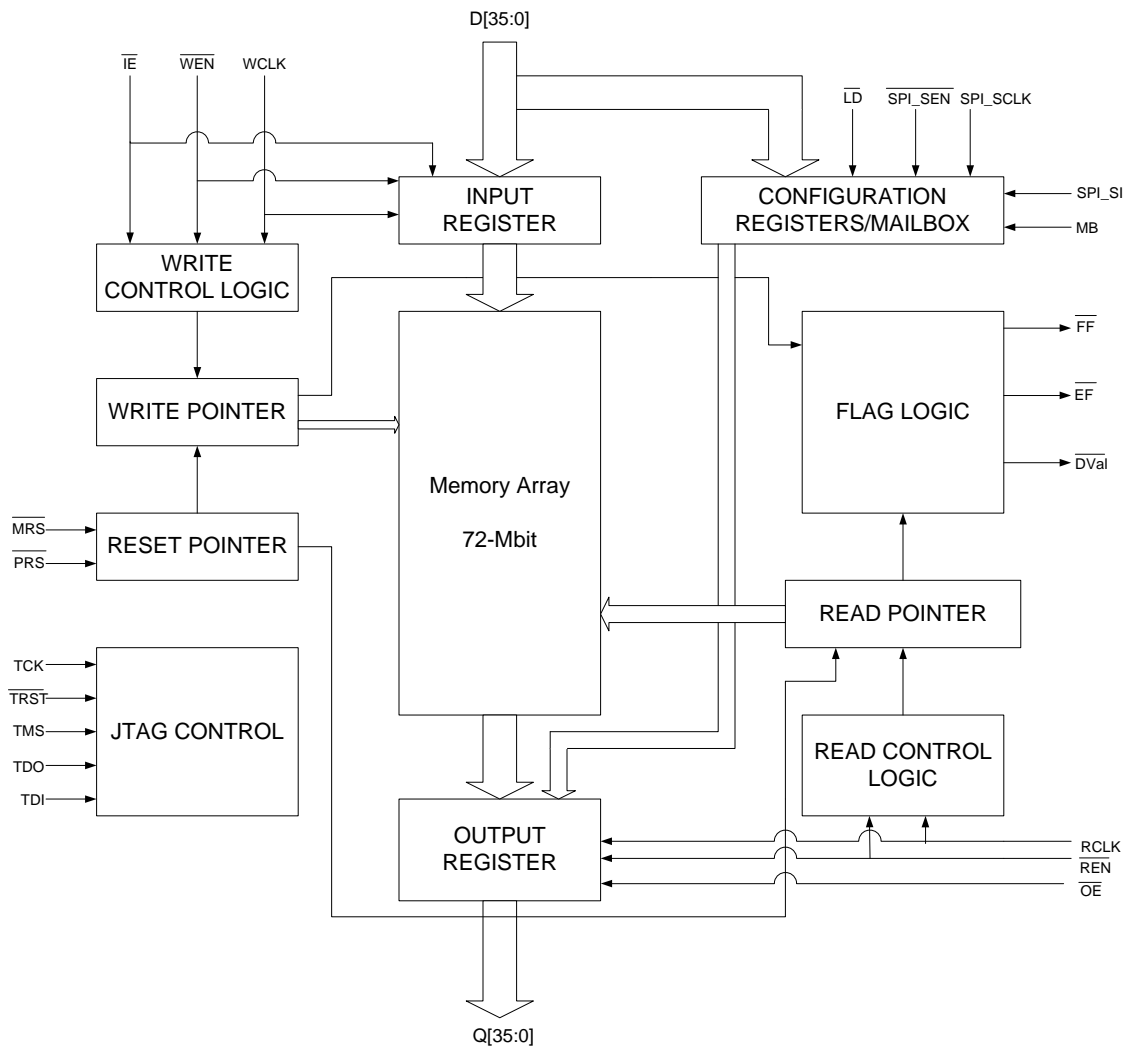 D[35:0]
IE
WEN
WCLK
LD
SPI_SEN
SPI_SCLK
INPUT
REGISTER
CONFIGURATION
REGISTERS/MAILBOX
SPI_SI
MB
WRITE
CONTROL LOGIC
FF
WRITE POINTER
FLAG LOGIC
EF
DVal
Memory Array
72-Mbit
MRS
PRS
RESET POINTER
READ POINTER
TCK
TRST
TMS
TDO
TDI
JTAG CONTROL
READ CONTROL
LOGIC
OUTPUT
REGISTER
RCLK
REN
OE
Q[35:0]